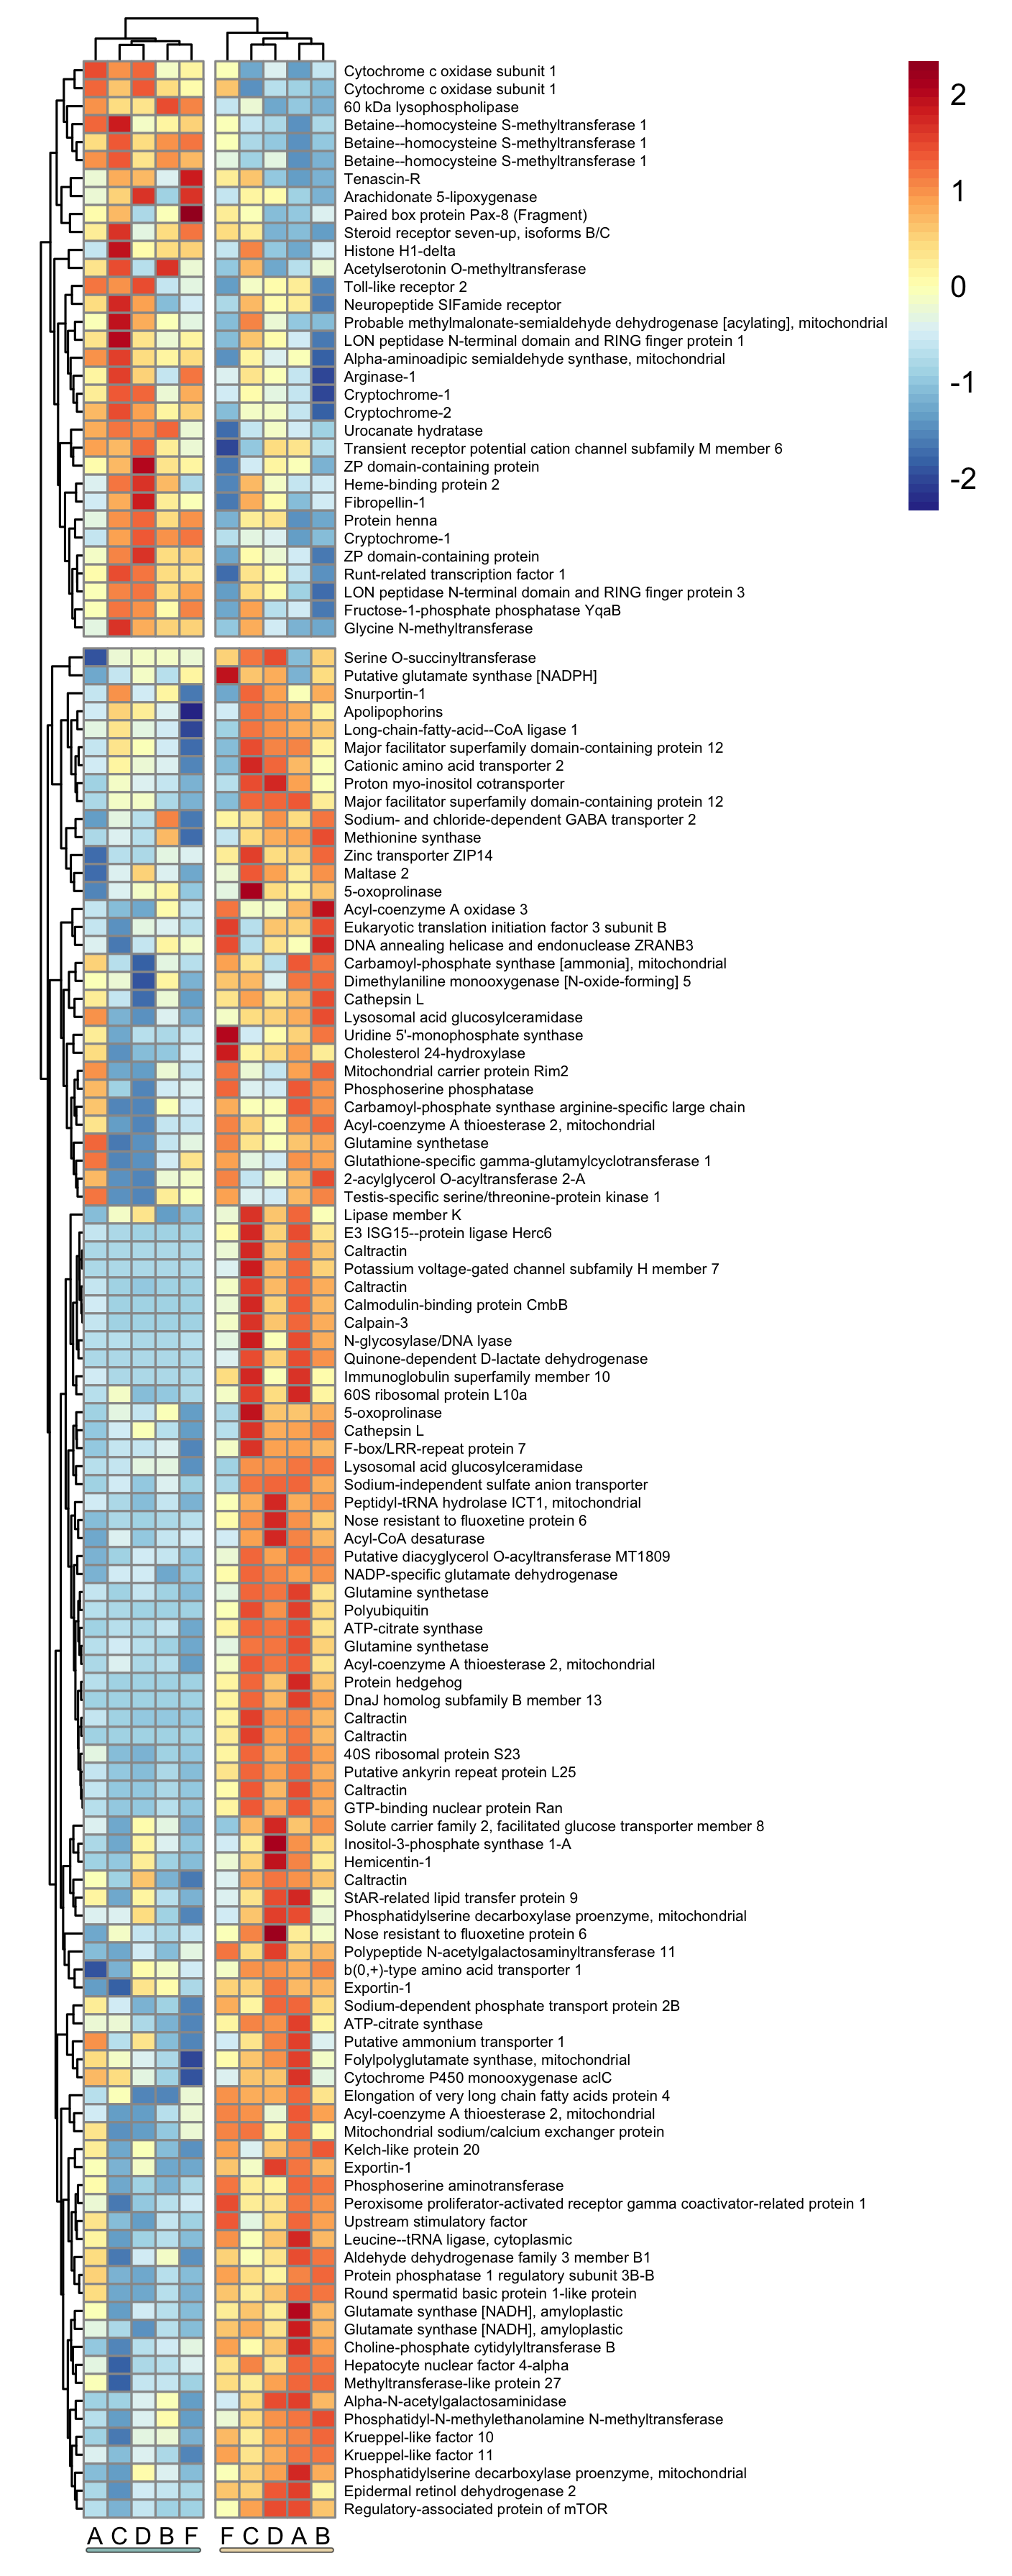 Cytochrome c oxidase subunit 1
Cytochrome c oxidase subunit 1
60 kDa lysophospholipase
Betaine--homocysteine S-methyltransferase 1
Betaine--homocysteine S-methyltransferase 1
Betaine--homocysteine S-methyltransferase 1
Tenascin-R
Arachidonate 5-lipoxygenase
Paired box protein Pax-8 (Fragment)
Steroid receptor seven-up, isoforms B/C
Histone H1-delta
Acetylserotonin O-methyltransferase
Toll-like receptor 2
Neuropeptide SIFamide receptor
Probable methylmalonate-semialdehyde dehydrogenase [acylating], mitochondrial
LON peptidase N-terminal domain and RING finger protein 1
Alpha-aminoadipic semialdehyde synthase, mitochondrial
Arginase-1
Cryptochrome-1
Cryptochrome-2
Urocanate hydratase
Transient receptor potential cation channel subfamily M member 6
ZP domain-containing protein
Heme-binding protein 2
Fibropellin-1
Protein henna
Cryptochrome-1
ZP domain-containing protein
Runt-related transcription factor 1
LON peptidase N-terminal domain and RING finger protein 3
Fructose-1-phosphate phosphatase YqaB
Glycine N-methyltransferase
Serine O-succinyltransferase
Putative glutamate synthase [NADPH]
Snurportin-1
Apolipophorins
Long-chain-fatty-acid--CoA ligase 1
Major facilitator superfamily domain-containing protein 12
Cationic amino acid transporter 2
Proton myo-inositol cotransporter
Major facilitator superfamily domain-containing protein 12
Sodium- and chloride-dependent GABA transporter 2
Methionine synthase
Zinc transporter ZIP14
Maltase 2
5-oxoprolinase
Acyl-coenzyme A oxidase 3
Eukaryotic translation initiation factor 3 subunit B
DNA annealing helicase and endonuclease ZRANB3
Carbamoyl-phosphate synthase [ammonia], mitochondrial
Dimethylaniline monooxygenase [N-oxide-forming] 5
Cathepsin L
Lysosomal acid glucosylceramidase
Uridine 5'-monophosphate synthase
Cholesterol 24-hydroxylase
Mitochondrial carrier protein Rim2
Phosphoserine phosphatase
Carbamoyl-phosphate synthase arginine-specific large chain
Acyl-coenzyme A thioesterase 2, mitochondrial
Glutamine synthetase
Glutathione-specific gamma-glutamylcyclotransferase 1
2-acylglycerol O-acyltransferase 2-A
Testis-specific serine/threonine-protein kinase 1
Lipase member K
E3 ISG15--protein ligase Herc6
Caltractin
Potassium voltage-gated channel subfamily H member 7
Caltractin
Calmodulin-binding protein CmbB
Calpain-3
N-glycosylase/DNA lyase
Quinone-dependent D-lactate dehydrogenase
Immunoglobulin superfamily member 10
60S ribosomal protein L10a
5-oxoprolinase
Cathepsin L
F-box/LRR-repeat protein 7
Lysosomal acid glucosylceramidase
Sodium-independent sulfate anion transporter
Peptidyl-tRNA hydrolase ICT1, mitochondrial
Nose resistant to fluoxetine protein 6
Acyl-CoA desaturase
Putative diacyglycerol O-acyltransferase MT1809
NADP-specific glutamate dehydrogenase
Glutamine synthetase
Polyubiquitin
ATP-citrate synthase
Glutamine synthetase
Acyl-coenzyme A thioesterase 2, mitochondrial
Protein hedgehog
DnaJ homolog subfamily B member 13
Caltractin
Caltractin
40S ribosomal protein S23
Putative ankyrin repeat protein L25
Caltractin
GTP-binding nuclear protein Ran
Solute carrier family 2, facilitated glucose transporter member 8
Inositol-3-phosphate synthase 1-A
Hemicentin-1
Caltractin
StAR-related lipid transfer protein 9
Phosphatidylserine decarboxylase proenzyme, mitochondrial
Nose resistant to fluoxetine protein 6
Polypeptide N-acetylgalactosaminyltransferase 11
b(0,+)-type amino acid transporter 1
Exportin-1
Sodium-dependent phosphate transport protein 2B
ATP-citrate synthase
Putative ammonium transporter 1
Folylpolyglutamate synthase, mitochondrial
Cytochrome P450 monooxygenase aclC
Elongation of very long chain fatty acids protein 4
Acyl-coenzyme A thioesterase 2, mitochondrial
Mitochondrial sodium/calcium exchanger protein
Kelch-like protein 20
Exportin-1
Phosphoserine aminotransferase
Peroxisome proliferator-activated receptor gamma coactivator-related protein 1
Upstream stimulatory factor
Leucine--tRNA ligase, cytoplasmic
Aldehyde dehydrogenase family 3 member B1
Protein phosphatase 1 regulatory subunit 3B-B
Round spermatid basic protein 1-like protein
Glutamate synthase [NADH], amyloplastic
Glutamate synthase [NADH], amyloplastic
Choline-phosphate cytidylyltransferase B
Hepatocyte nuclear factor 4-alpha
Methyltransferase-like protein 27
Alpha-N-acetylgalactosaminidase
Phosphatidyl-N-methylethanolamine N-methyltransferase
Krueppel-like factor 10
Krueppel-like factor 11
Phosphatidylserine decarboxylase proenzyme, mitochondrial
Epidermal retinol dehydrogenase 2
Regulatory-associated protein of mTOR
A C D B F F C D A B
2
1
0
-1
-2